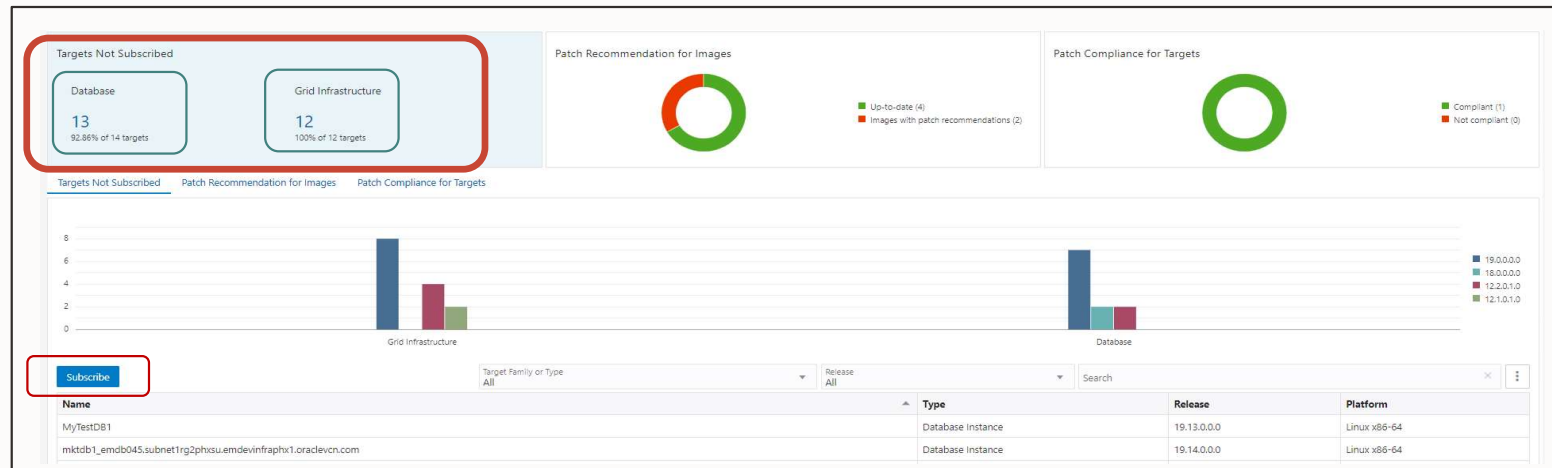 Targets Not Subscribed
Database
13
92.86% of 14 targets
Grid Infrastructure
12
100% of 12 targets
Patch Recommendation for Images
Up-to-date (4)
Images with patch recommendations (2)
Patch Compliance for Targets
Compliant (1)
Not compliant (0)
Targets Not Subscribed Patch Recommendation for Images Patch Compliance for Targets
8
6
4
2
0
Grid Infrastructure Database
19.0.0.0.0
18.0.0.0.0
12.2.0.1.0
12.1.0.1.0
Subscribe
Target Family or Type
All
Release
All
Search
Name Type Release Platform
MyTestDB1 Database Instance 19.13.0.0.0 Linux x86-64
mktdb1_emdb045.subnet1rg2phxsu.emdevinfraphx1.oraclevcn.com Database Instance 19.14.0.0.0 Linux x86-64